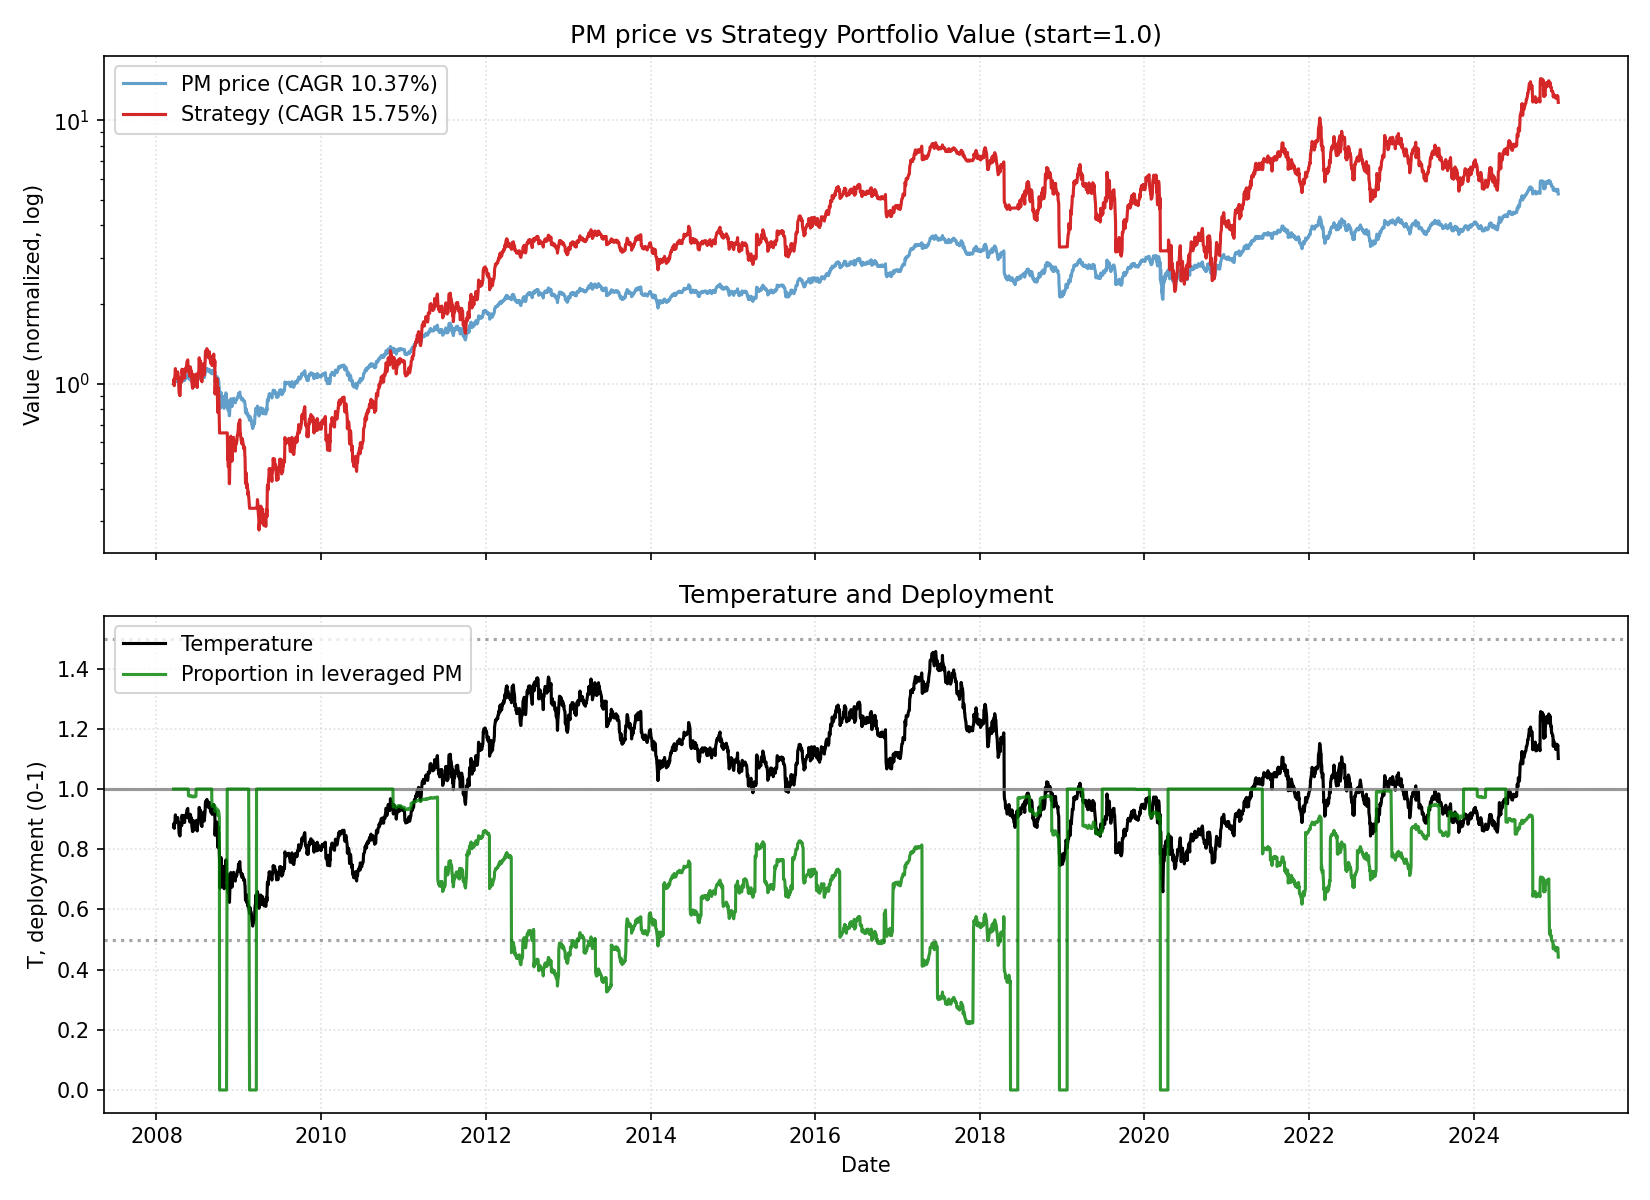 PM price vs Strategy Portfolio Value (start=1.0)
PM price (CAGR 10.37%)
Strategy (CAGR 15.75%)
10¹
10⁰
Value (normalized, log)
Temperature and Deployment
Temperature
Proportion in leveraged PM
1.4
1.2
1.0
0.8
0.6
0.4
0.2
0.0
T, deployment (0-1)
2008 2010 2012 2014 2016 2018 2020 2022 2024
Date